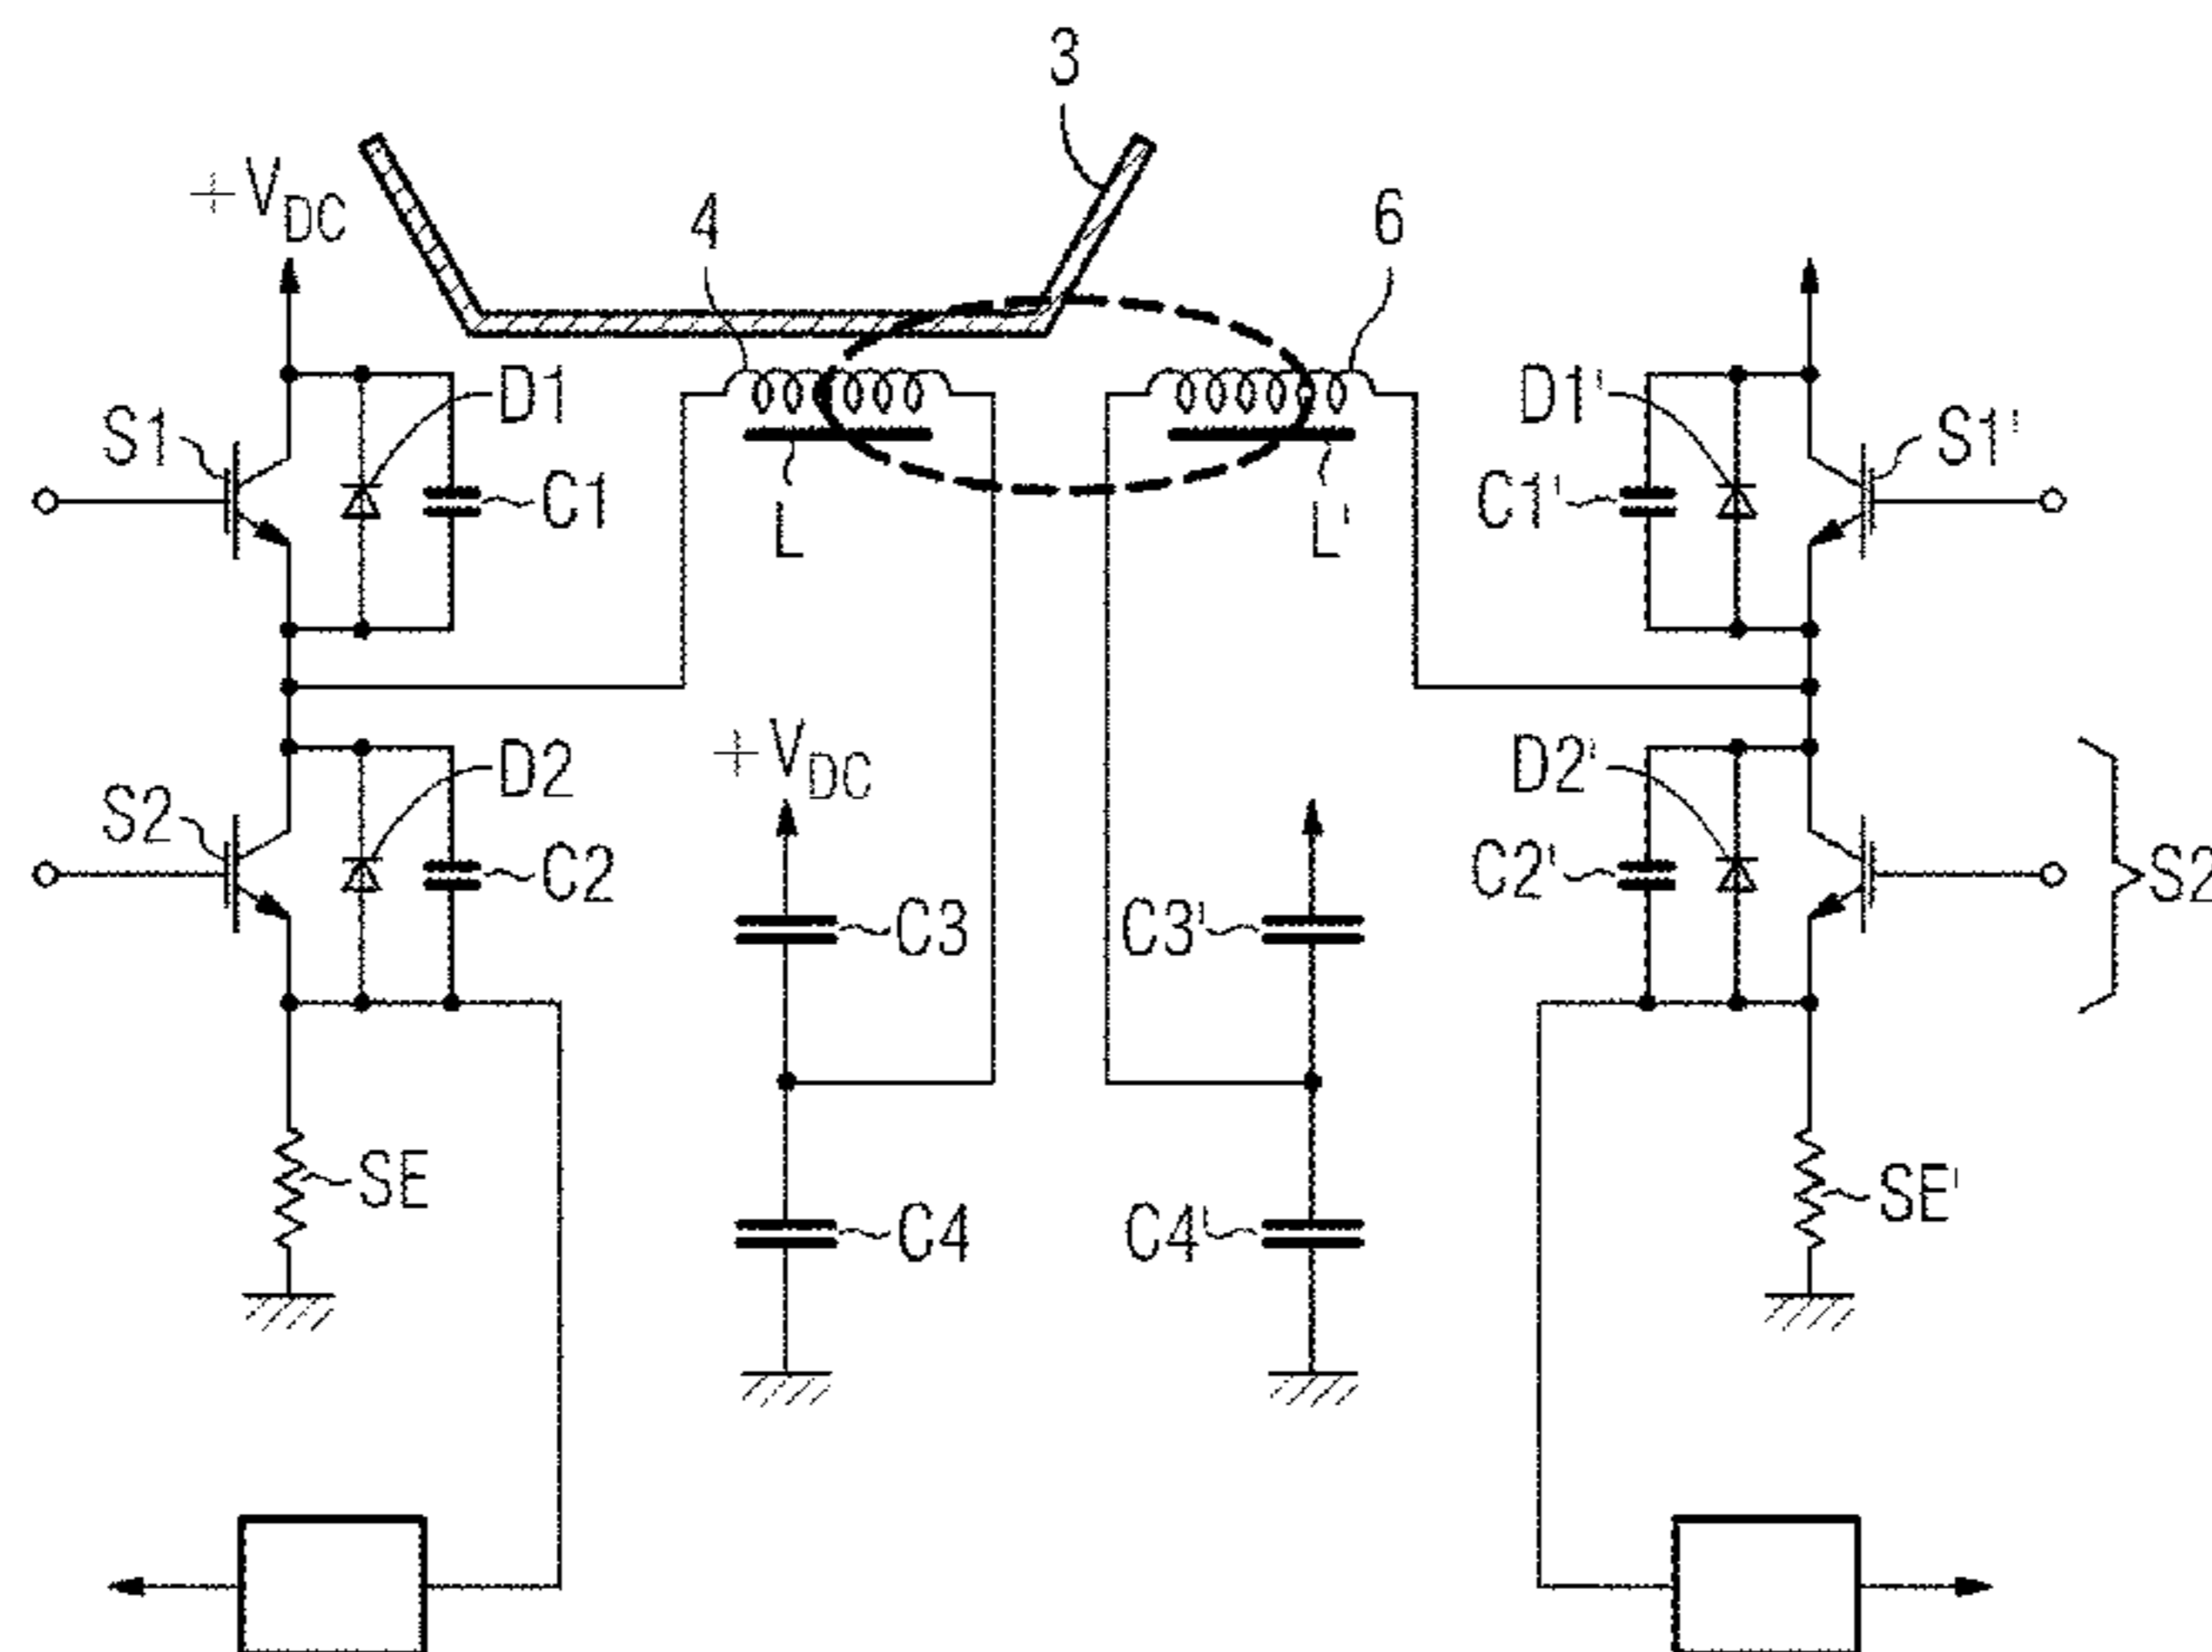 3
+VDC
4
6
S1
D1
C1
L
L'
D1'
C1'
S1'
S2
D2
C2
+VDC
D2'
C2'
S2
C3
C3'
SE
C4
C4'
SE'